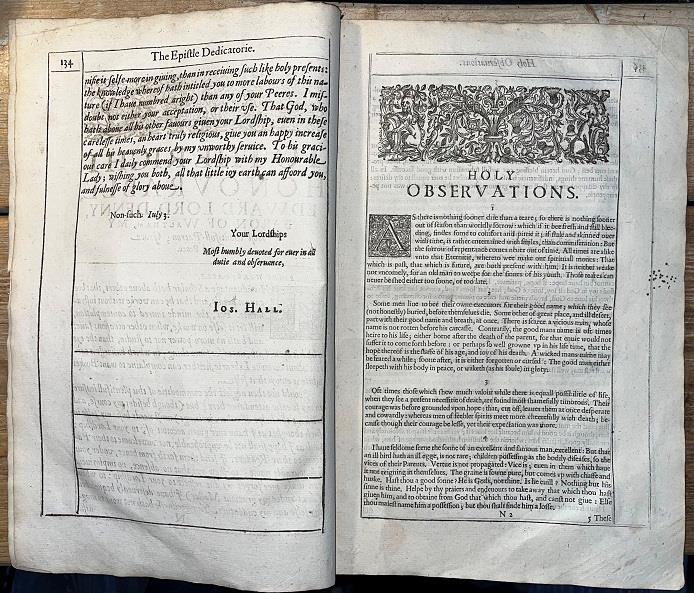 134
The Epistle Dedicatorie.
nifie it selfe more in giuing, than in receiuing such like holy presents:
the knowledge whereof hath intitled you to more labours of this na-
ture (if I haue numbred aright) than any of your Peeres. I mis-
doubt not either your acceptation, or their vse. That God, who
hath aboue all his other fauours giuen your Lordship, euen in these
carelesse times, an heart truly religious, giue you an happy increase
of all his heauenly graces by my vnworthy seruice. To his graci-
ous care I daily commend your Lordship with my Honourable
Lady; wishing you both, all that little ioy earth can afford you,
and fulnesse of glory aboue.
Non-such. Iuly 3.
Your Lordships
Most humbly deuoted for euer in all
dutie and obseruance,
Ios. Hall.
HOLY
OBSERVATIONS.
1
AS there is nothing sooner drie than a teare; so there is nothing sooner
out of season than worldly sorrow: which if it bee fresh and still blee-
ding, findes some to comfort and pitie it; if stale and skinned ouer
with time, is rather entertained with smiles, than commiseration: But
the sorrow of repentance comes neuer out of time. All times are alike
vnto that Eternitie, whereto wee make our spirituall mones: That
which is past, that which is future, are both present with him. It is neither weake
nor vncomely, for an old man to weepe for the sinnes of his youth. Those teares can
neuer be shed either too soone, or too late.
2
Some men liue to bee their owne executors for their good name; which they see
(not honestly) buried, before themselues die. Some other of great place, and ill desert,
part with their good name and breath, at once. There is scarce a vicious man, whose
name is not rotten before his carcasse. Contrarily, the good mans name is oft times
heire to his life; either borne after the death of the parent, for that enuie would not
suffer it to come forth before: or perhaps so well growne vp in his life time, that the
hope thereof is the staffe of his age, and ioy of his death. A wicked mans name may
be feared a while; soone after, it is either forgotten or cursed: The good man either
sleepeth with his body in peace, or waketh (as his soule) in glory.
3
Oft times those which shew much valour while there is equall possibilitie of life,
when they see a present necessitie of death, are found most shamefully timorous. Their
courage was before grounded vpon hope: that, cut off, leaues them at once desperate
and cowardly: whereas men of feebler spirits meet more cheerefully with death; be-
cause though their courage be lesse, yet their expectation was more.
4
I haue seldome seene the sonne of an excellent and famous man, excellent: But that
an ill bird hath an ill egge, is not rare; children possessing as the bodily diseases, so the
vices of their Parents. Vertue is not propagated: Vice is; euen in them which haue
it not reigning in themselues. The graine is sowne pure, but comes vp with chaffe and
huske. Hast thou a good sonne? He is Gods, not thine. Is he euill? Nothing but his
sinne is thine. Helpe by thy praiers and endeuours to take away that which thou hast
giuen him, and to obtaine from God that which thou hast, and canst not giue: Else
thou maiest name him a possession; but thou shalt finde him a losse.
N 2
5 These